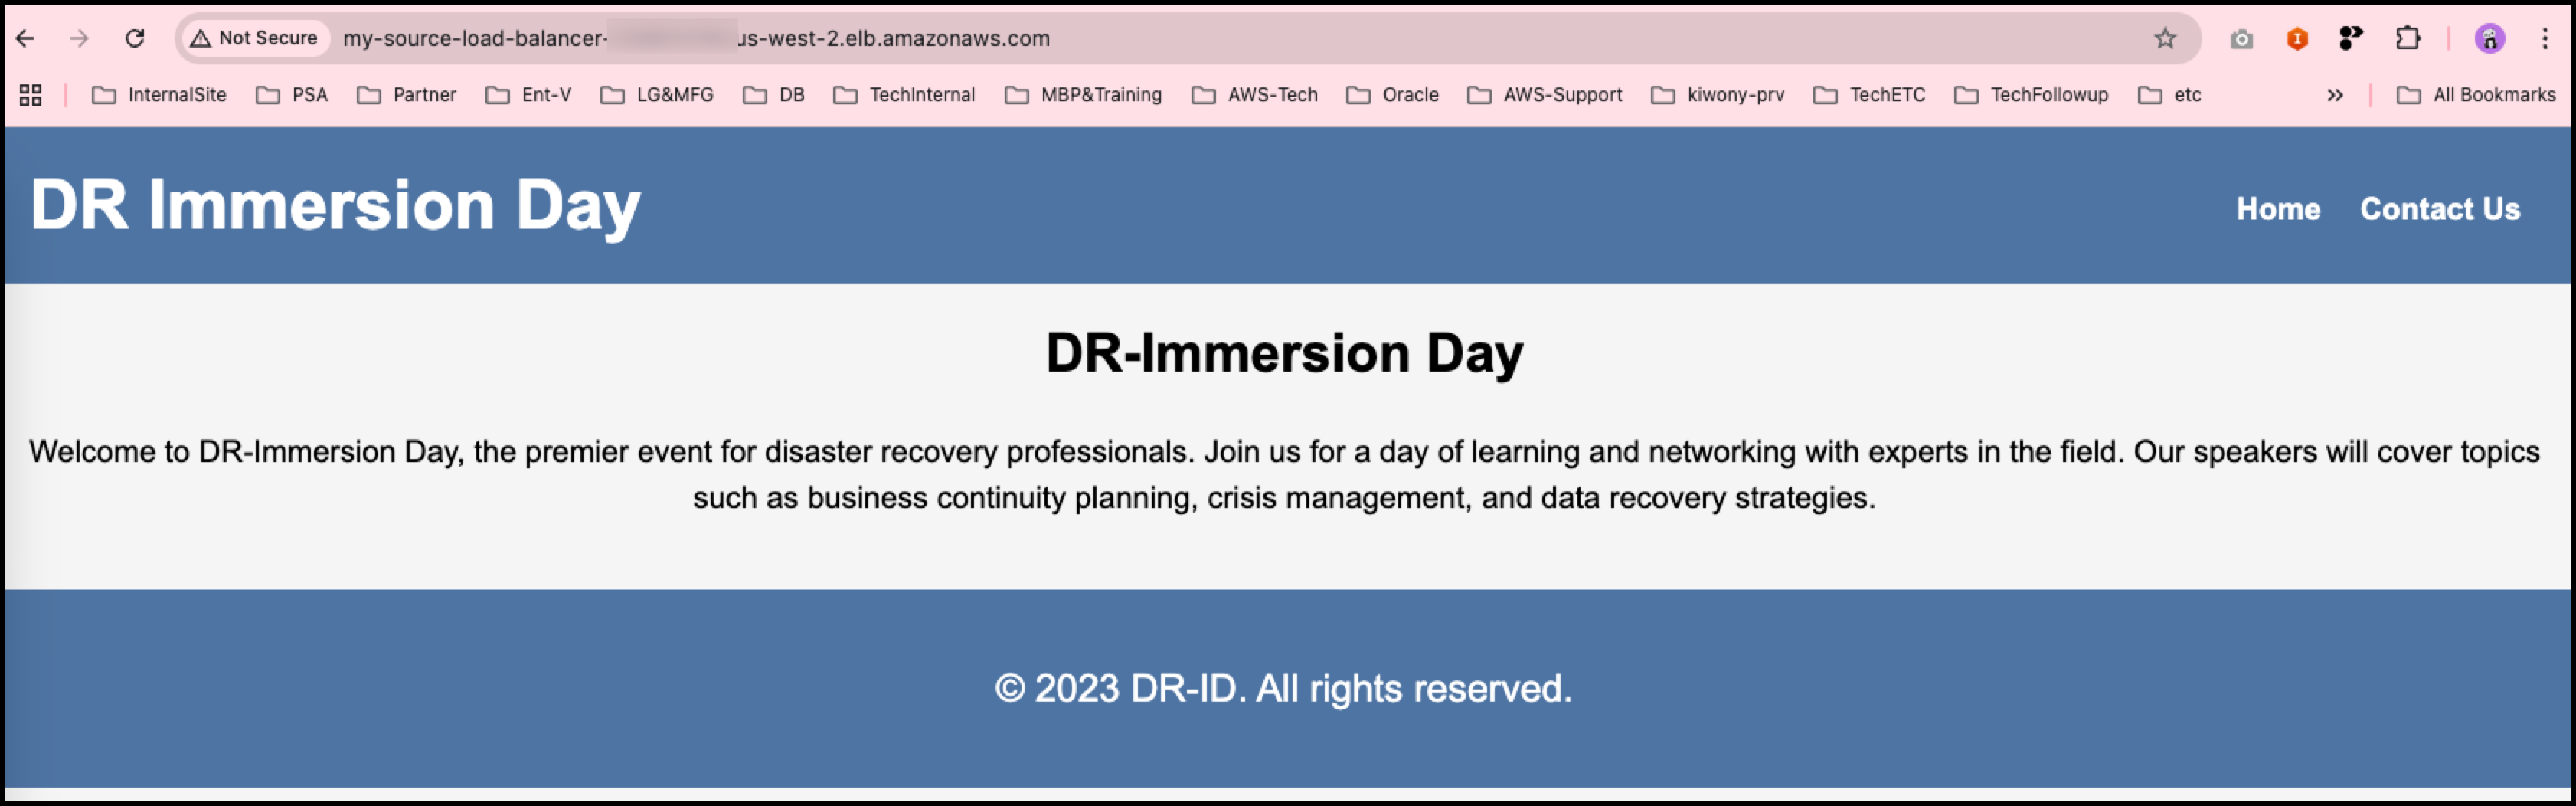 Not Secure my-source-load-balancer- us-west-2.elb.amazonaws.com
InternalSite PSA Partner Ent-V LG&MFG DB TechInternal MBP&Training AWS-Tech Oracle AWS-Support kiwony-prv TechETC TechFollowup etc » All Bookmarks
DR Immersion Day Home Contact Us
DR-Immersion Day
Welcome to DR-Immersion Day, the premier event for disaster recovery professionals. Join us for a day of learning and networking with experts in the field. Our speakers will cover topics
such as business continuity planning, crisis management, and data recovery strategies.
© 2023 DR-ID. All rights reserved.